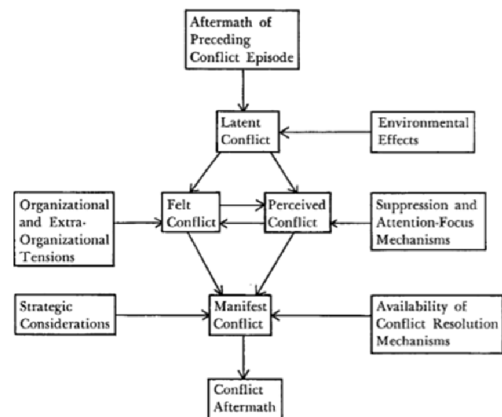 Aftermath of
Preceding
Conflict Episode
Latent
Conflict
Environmental
Effects
Organizational
and Extra-
Organizational
Tensions
Felt
Conflict
Perceived
Conflict
Suppression and
Attention-Focus
Mechanisms
Strategic
Considerations
Manifest
Conflict
Availability of
Conflict Resolution
Mechanisms
Conflict
Aftermath